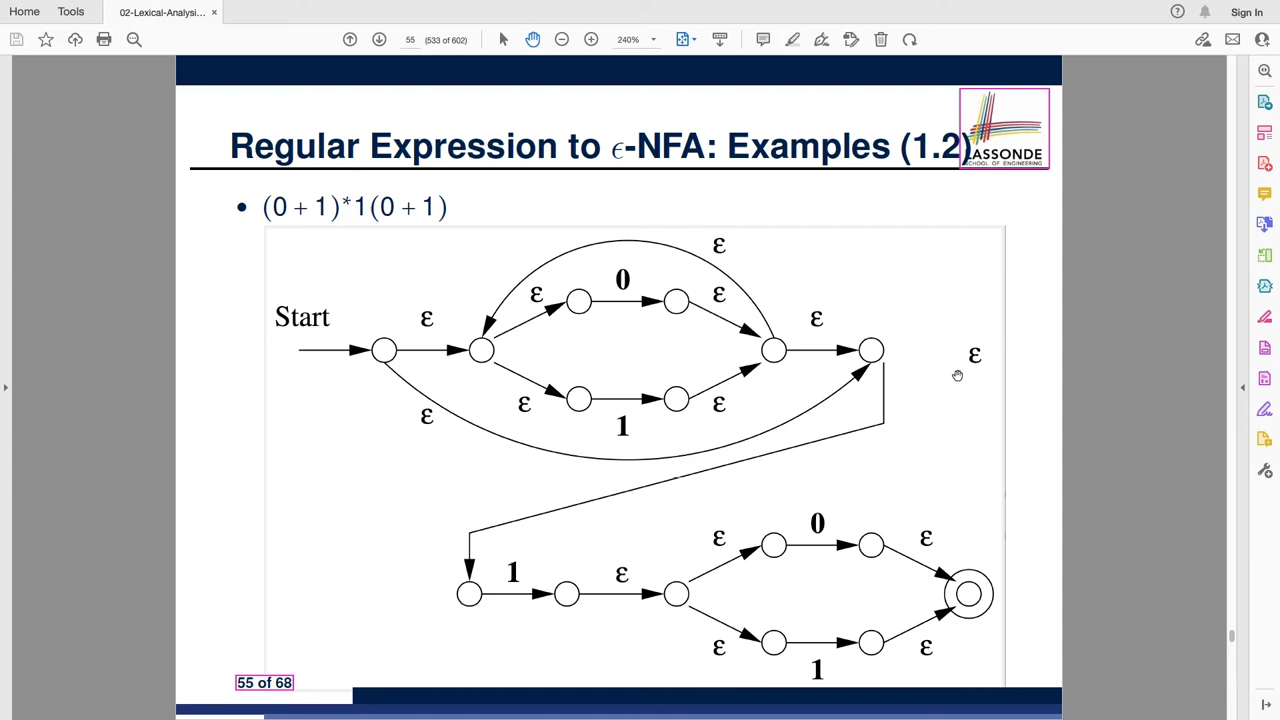 Home Tools 02-Lexical-Analysi... × Sign In
55 (533 of 602) 240%
Regular Expression to ϵ-NFA: Examples (1.2)
LASSONDE
SCHOOL OF ENGINEERING
• (0 + 1)*1(0 + 1)
ε
0
ε ε
Start ε ε
ε
ε ε ε
1
0
ε ε
1 ε
ε ε
1
55 of 68